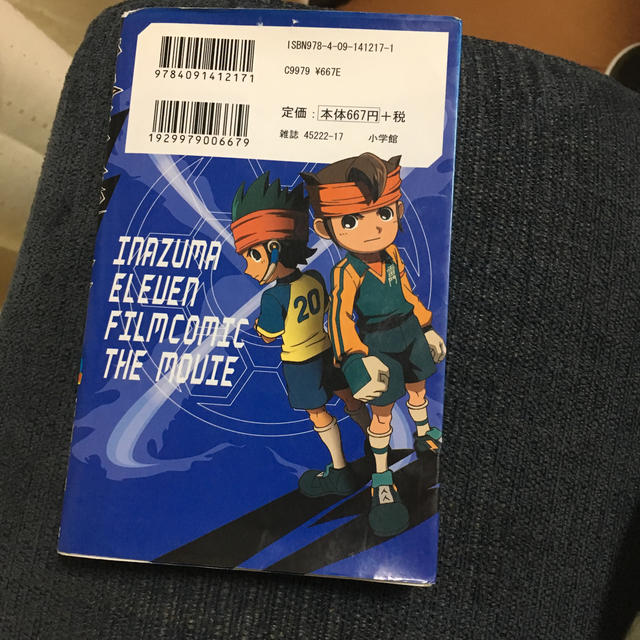 ISBN978-4-09-141217-1
9784091412171
C9979 ¥667E
定価：本体667円+税
1929979006679
雑誌 45222-17 小学館
INAZUMA
ELEVEN
FILMCOMIC
THE MOVIE
20